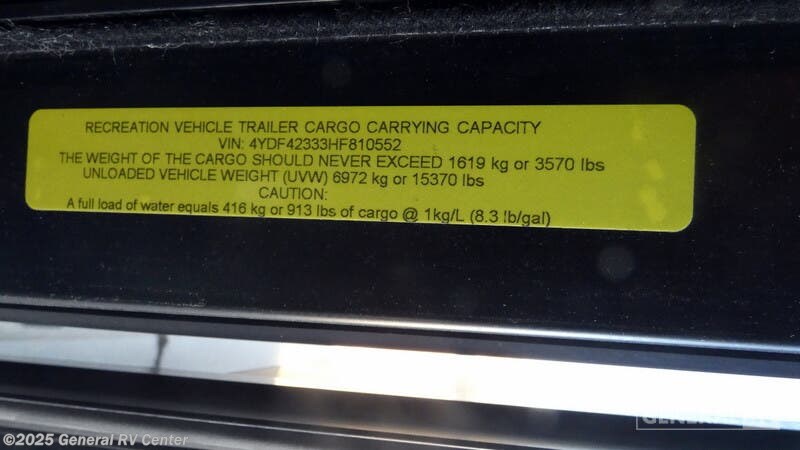 RECREATION VEHICLE TRAILER CARGO CARRYING CAPACITY
VIN: 4YDF42333HF810552
THE WEIGHT OF THE CARGO SHOULD NEVER EXCEED 1619 kg or 3570 lbs
UNLOADED VEHICLE WEIGHT (UVW) 6972 kg or 15370 lbs
CAUTION:
A full load of water equals 416 kg or 913 lbs of cargo @ 1kg/L (8.3 lb/gal)
©2025 General RV Center